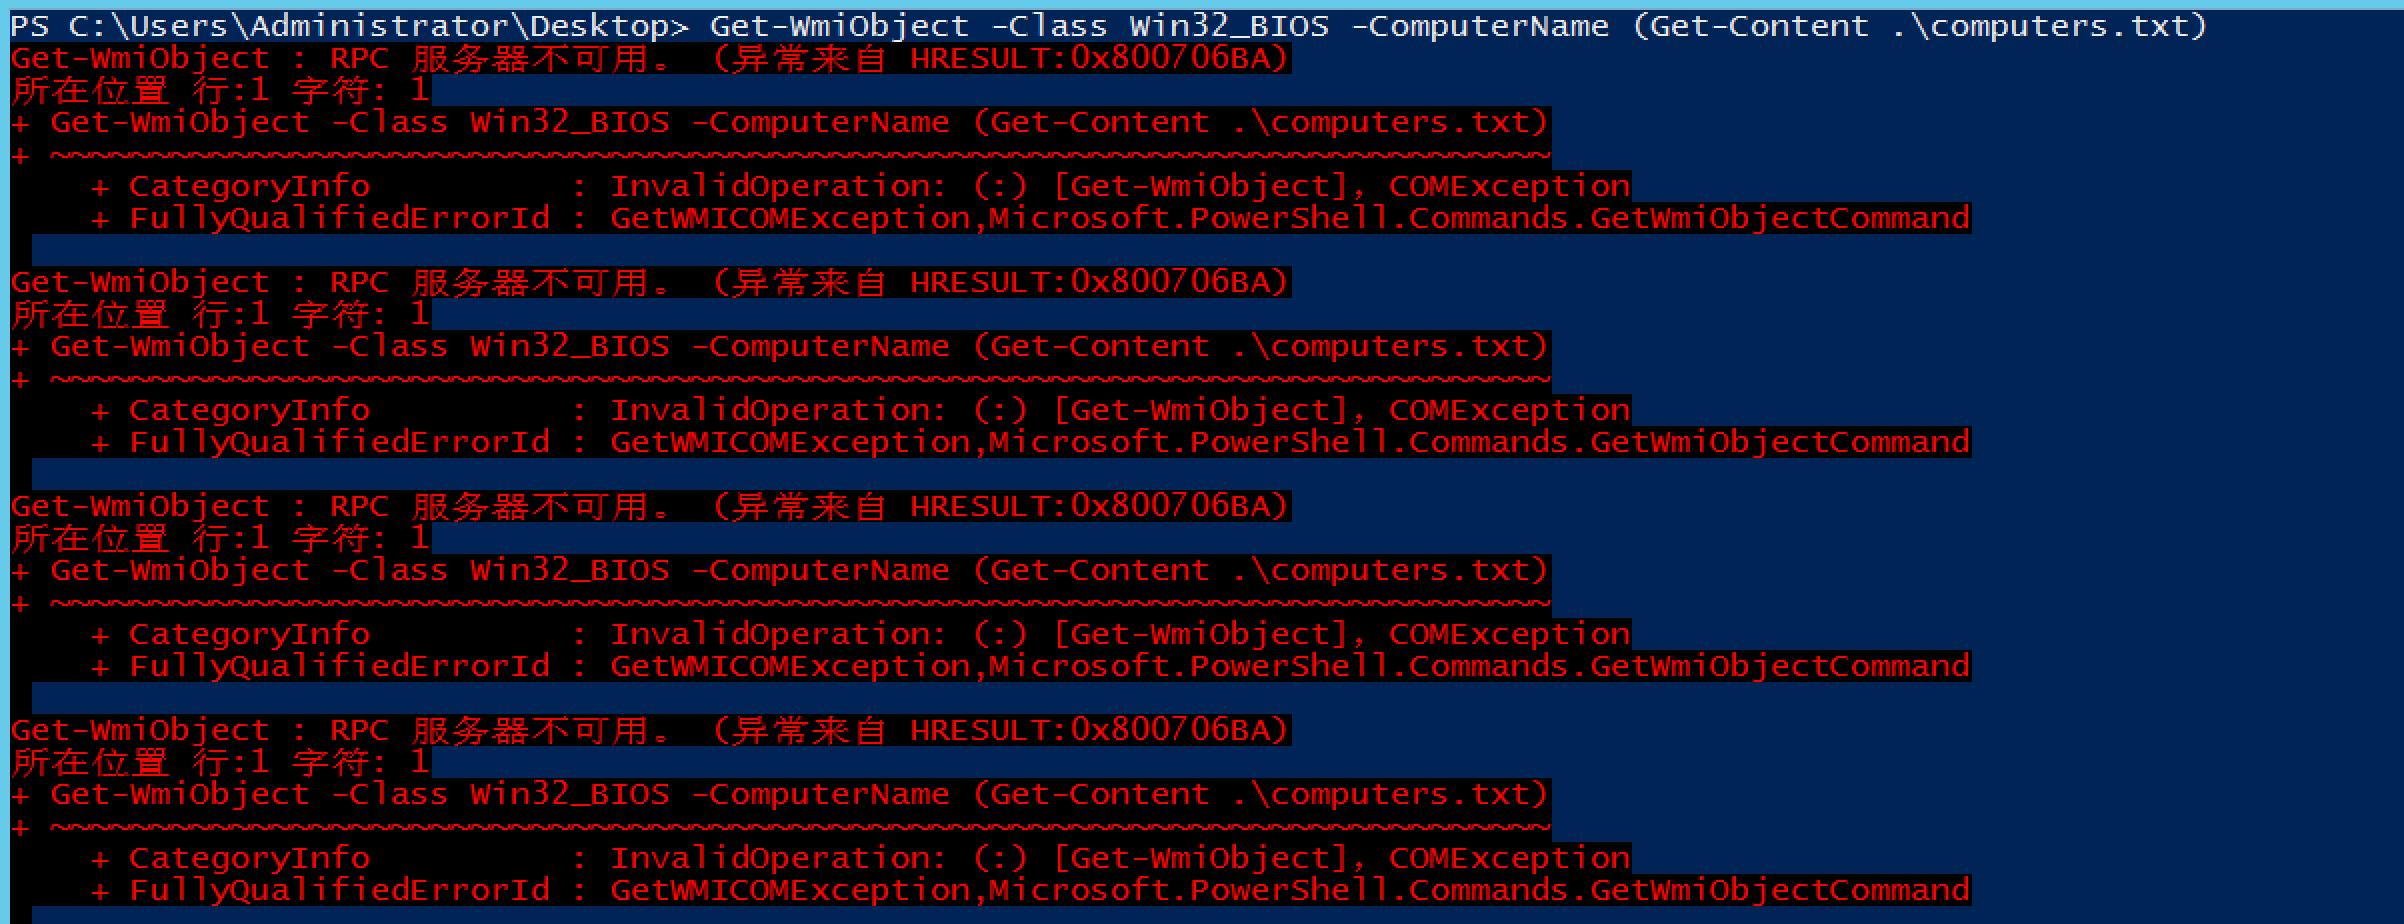 PS C:\Users\Administrator\Desktop> Get-WmiObject -Class Win32_BIOS -ComputerName (Get-Content .\computers.txt)
Get-WmiObject : RPC 服务器不可用。 (异常来自 HRESULT:0x800706BA)
所在位置 行:1 字符: 1
+ Get-WmiObject -Class Win32_BIOS -ComputerName (Get-Content .\computers.txt)
+ ~~~~~~~~~~~~~~~~~~~~~~~~~~~~~~~~~~~~~~~~~~~~~~~~~~~~~~~~~~~~~~~~~~~~~~~~~~~
    + CategoryInfo          : InvalidOperation: (:) [Get-WmiObject], COMException
    + FullyQualifiedErrorId : GetWMICOMException,Microsoft.PowerShell.Commands.GetWmiObjectCommand
Get-WmiObject : RPC 服务器不可用。 (异常来自 HRESULT:0x800706BA)
所在位置 行:1 字符: 1
+ Get-WmiObject -Class Win32_BIOS -ComputerName (Get-Content .\computers.txt)
+ ~~~~~~~~~~~~~~~~~~~~~~~~~~~~~~~~~~~~~~~~~~~~~~~~~~~~~~~~~~~~~~~~~~~~~~~~~~~
    + CategoryInfo          : InvalidOperation: (:) [Get-WmiObject], COMException
    + FullyQualifiedErrorId : GetWMICOMException,Microsoft.PowerShell.Commands.GetWmiObjectCommand
Get-WmiObject : RPC 服务器不可用。 (异常来自 HRESULT:0x800706BA)
所在位置 行:1 字符: 1
+ Get-WmiObject -Class Win32_BIOS -ComputerName (Get-Content .\computers.txt)
+ ~~~~~~~~~~~~~~~~~~~~~~~~~~~~~~~~~~~~~~~~~~~~~~~~~~~~~~~~~~~~~~~~~~~~~~~~~~~
    + CategoryInfo          : InvalidOperation: (:) [Get-WmiObject], COMException
    + FullyQualifiedErrorId : GetWMICOMException,Microsoft.PowerShell.Commands.GetWmiObjectCommand
Get-WmiObject : RPC 服务器不可用。 (异常来自 HRESULT:0x800706BA)
所在位置 行:1 字符: 1
+ Get-WmiObject -Class Win32_BIOS -ComputerName (Get-Content .\computers.txt)
+ ~~~~~~~~~~~~~~~~~~~~~~~~~~~~~~~~~~~~~~~~~~~~~~~~~~~~~~~~~~~~~~~~~~~~~~~~~~~
    + CategoryInfo          : InvalidOperation: (:) [Get-WmiObject], COMException
    + FullyQualifiedErrorId : GetWMICOMException,Microsoft.PowerShell.Commands.GetWmiObjectCommand